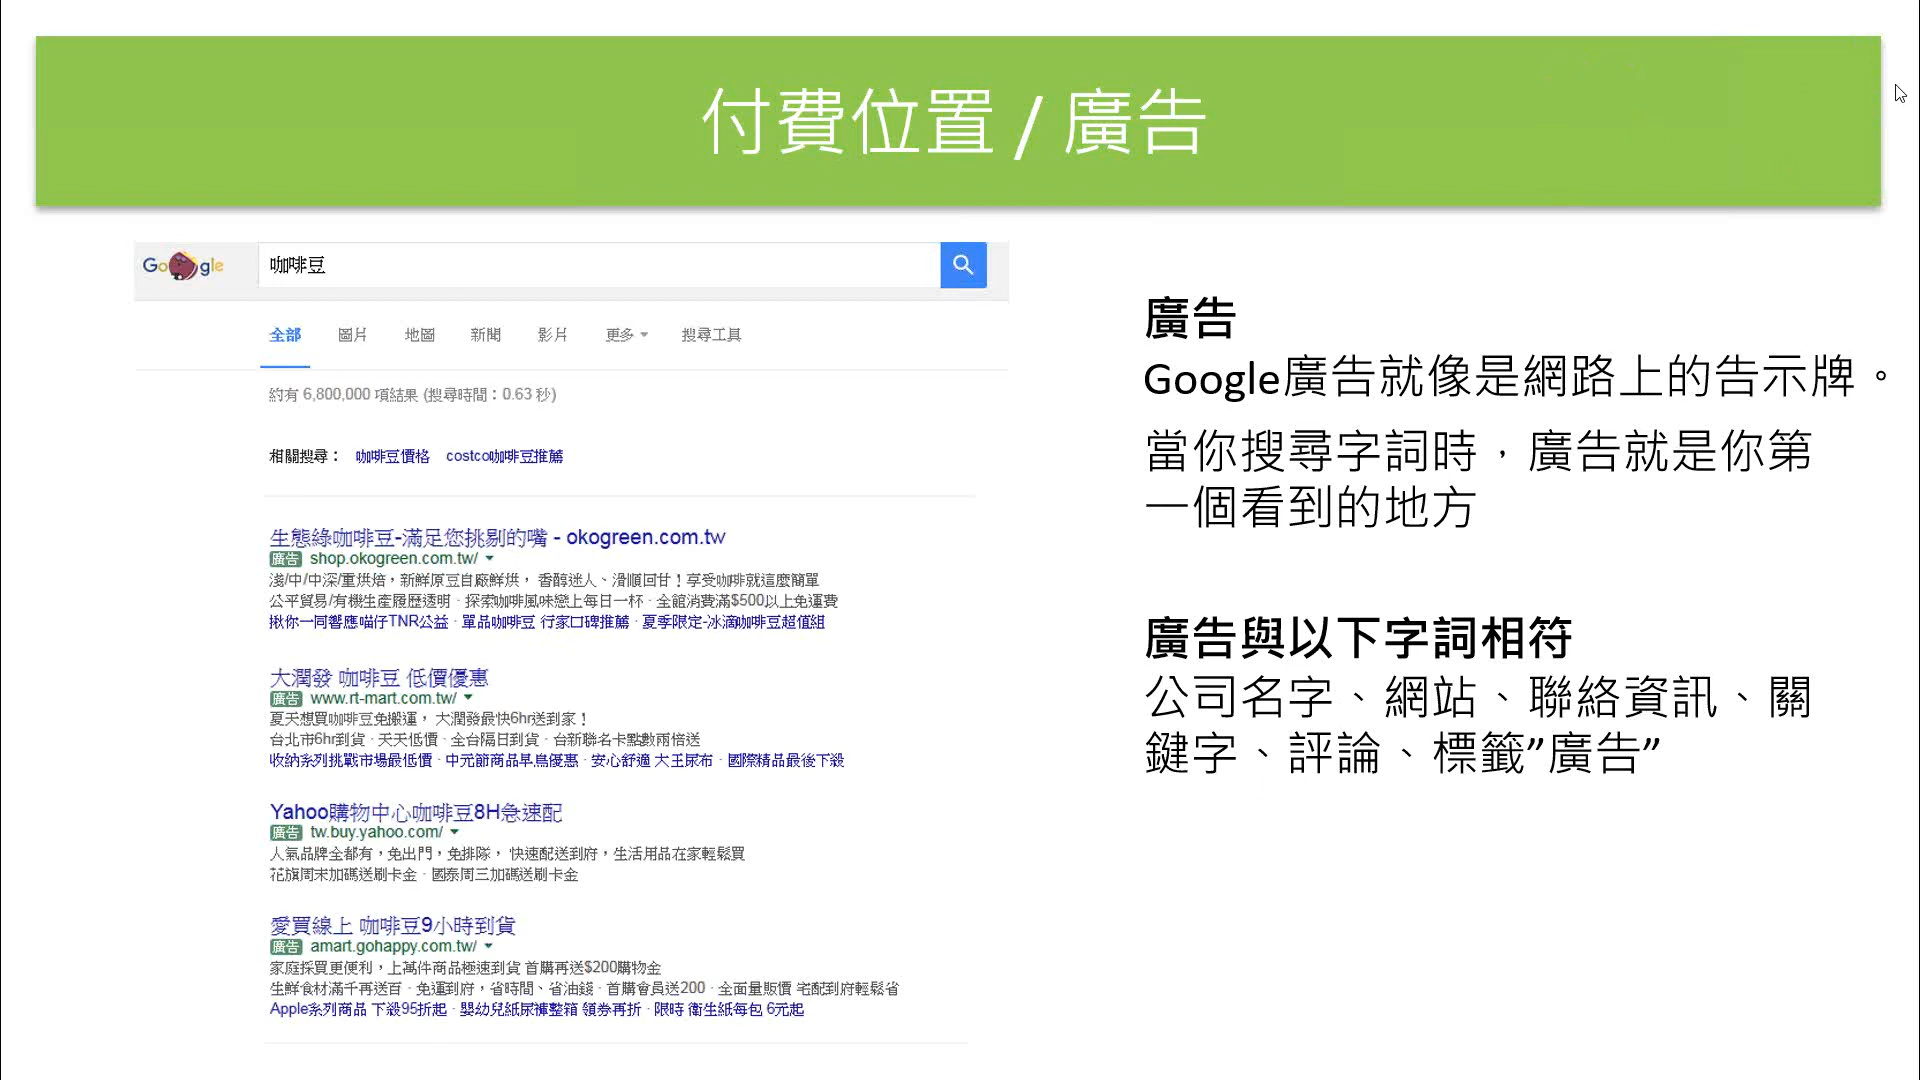 付費位置 / 廣告
Google
咖啡豆
全部 圖片 地圖 新聞 影片 更多 搜尋工具
約有 6,800,000 項結果 (搜尋時間:0.63 秒)
相關搜尋: 咖啡豆價格 costco咖啡豆推薦
生態綠咖啡豆-滿足您挑剔的嘴 - okogreen.com.tw
廣告 shop.okogreen.com.tw/
淺/中/中深/重烘焙,新鮮原豆自廠鮮烘, 香醇迷人、滑順回甘!享受咖啡就這麼簡單
公平貿易/有機生產履歷透明 · 探索咖啡風味戀上每日一杯 · 全館消費滿$500以上免運費
揪你一同響應喵仔TNR公益 · 單品咖啡豆 行家口碑推薦 · 夏季限定-冰滴咖啡豆超值組
大潤發 咖啡豆 低價優惠
廣告 www.rt-mart.com.tw/
夏天想買咖啡豆免搬運, 大潤發最快6hr送到家!
台北市6hr到貨 · 天天低價 · 全台隔日到貨 · 台新聯名卡點數兩倍送
收納系列挑戰市場最低價 · 中元節商品早鳥優惠 · 安心舒適 大王尿布 · 國際精品最後下殺
Yahoo購物中心咖啡豆8H急速配
廣告 tw.buy.yahoo.com/
人氣品牌全都有,免出門,免排隊, 快速配送到府,生活用品在家輕鬆買
花旗周末加碼送刷卡金 · 國泰周三加碼送刷卡金
愛買線上 咖啡豆9小時到貨
廣告 amart.gohappy.com.tw/
家庭採買更便利,上萬件商品極速到貨 首購再送$200購物金
生鮮食材滿千再送百 · 免運到府,省時間、省油錢 · 首購會員送200 · 全面量販價 宅配到府輕鬆省
Apple系列商品 下殺95折起 · 嬰幼兒紙尿褲整箱 領券再折 · 限時 衛生紙每包 6元起
廣告
Google廣告就像是網路上的告示牌。
當你搜尋字詞時,廣告就是你第
一個看到的地方
廣告與以下字詞相符
公司名字、網站、聯絡資訊、關
鍵字、評論、標籤”廣告”